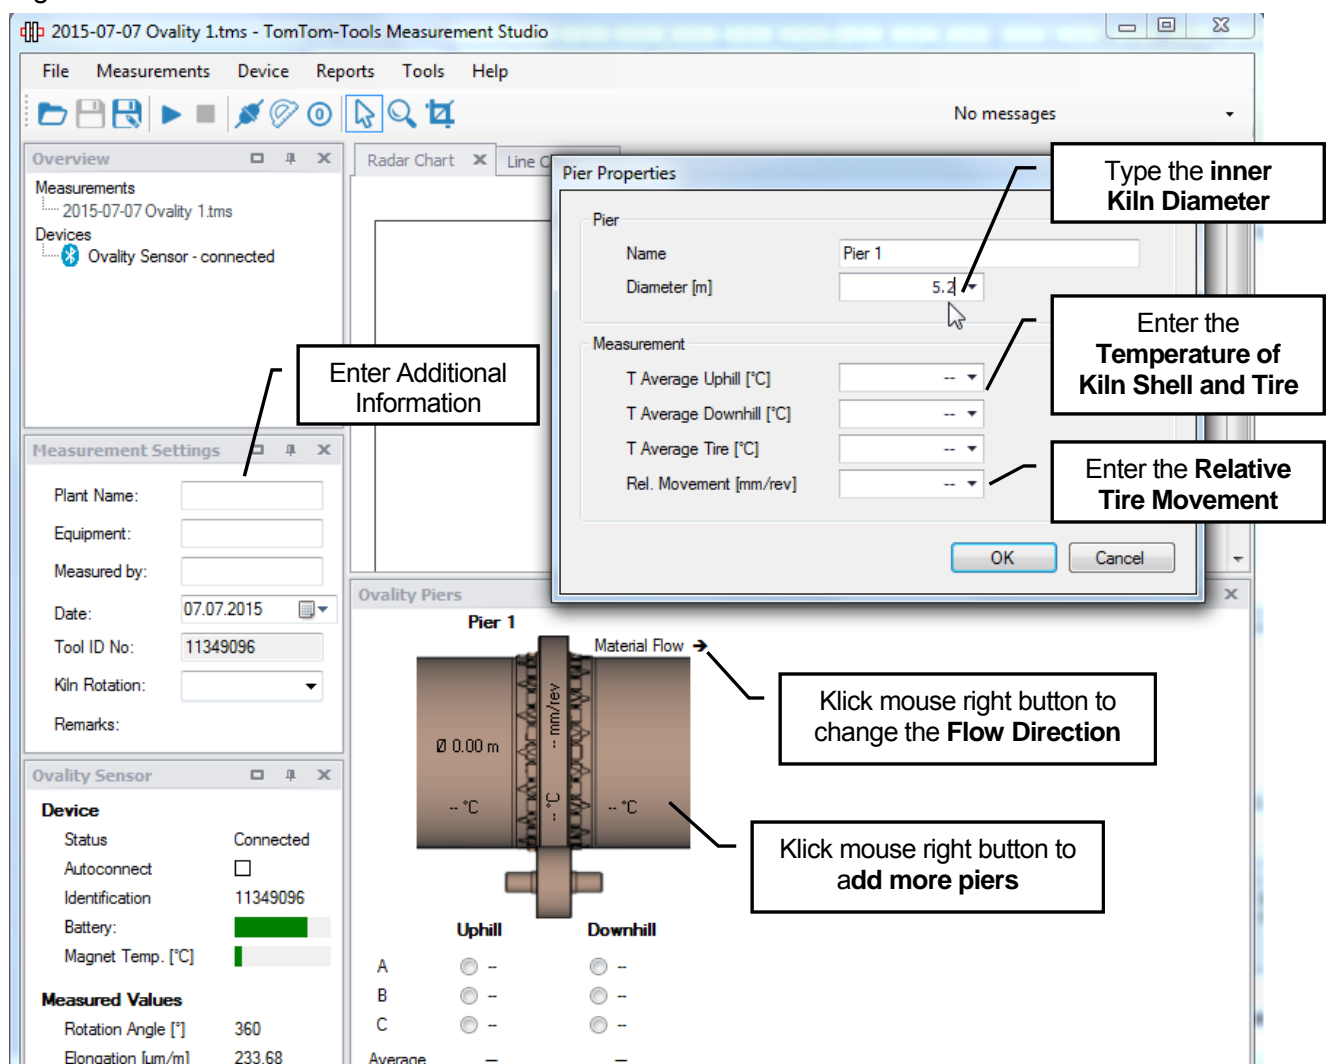 2015-07-07 Ovality 1.tms - TomTom-Tools Measurement Studio
File Measurements Device Reports Tools Help
No messages
Overview
Measurements
2015-07-07 Ovality 1.tms
Devices
Ovality Sensor - connected
Radar Chart
Line C
Pier Properties
Pier
Name Pier 1
Diameter [m] 5.2
Measurement
T Average Uphill [°C] --
T Average Downhill [°C] --
T Average Tire [°C] --
Rel. Movement [mm/rev] --
OK Cancel
Type the inner
Kiln Diameter
Enter the
Temperature of
Kiln Shell and Tire
Enter the Relative
Tire Movement
Enter Additional
Information
Measurement Settings
Plant Name:
Equipment:
Measured by:
Date: 07.07.2015
Tool ID No: 11349096
Kiln Rotation:
Remarks:
Ovality Piers
Pier 1
Material Flow
-- mm/rev
Ø 0.00 m
-- °C
-- °C
-- °C
Klick mouse right button to
change the Flow Direction
Klick mouse right button to
add more piers
Uphill Downhill
A -- --
B -- --
C -- --
Average -- --
Ovality Sensor
Device
Status Connected
Autoconnect
Identification 11349096
Battery:
Magnet Temp. [°C]
Measured Values
Rotation Angle [°] 360
Elongation [um/m] 233.68